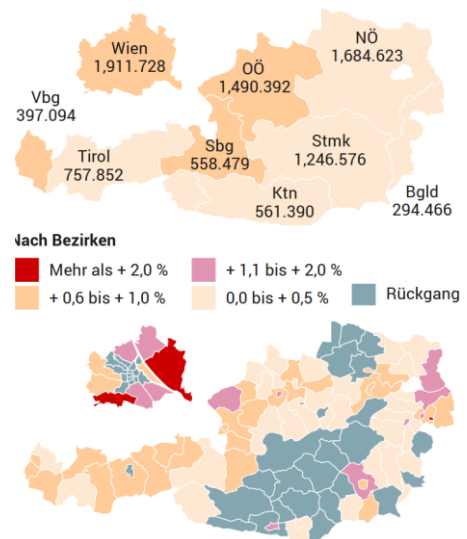 Wien
1,911.728
NÖ
1,684.623
OÖ
1,490.392
Vbg
397.094
Tirol
757.852
Sbg
558.479
Stmk
1,246.576
Ktn
561.390
Bgld
294.466
Nach Bezirken
Mehr als + 2,0 %
+ 1,1 bis + 2,0 %
+ 0,6 bis + 1,0 %
0,0 bis + 0,5 %
Rückgang